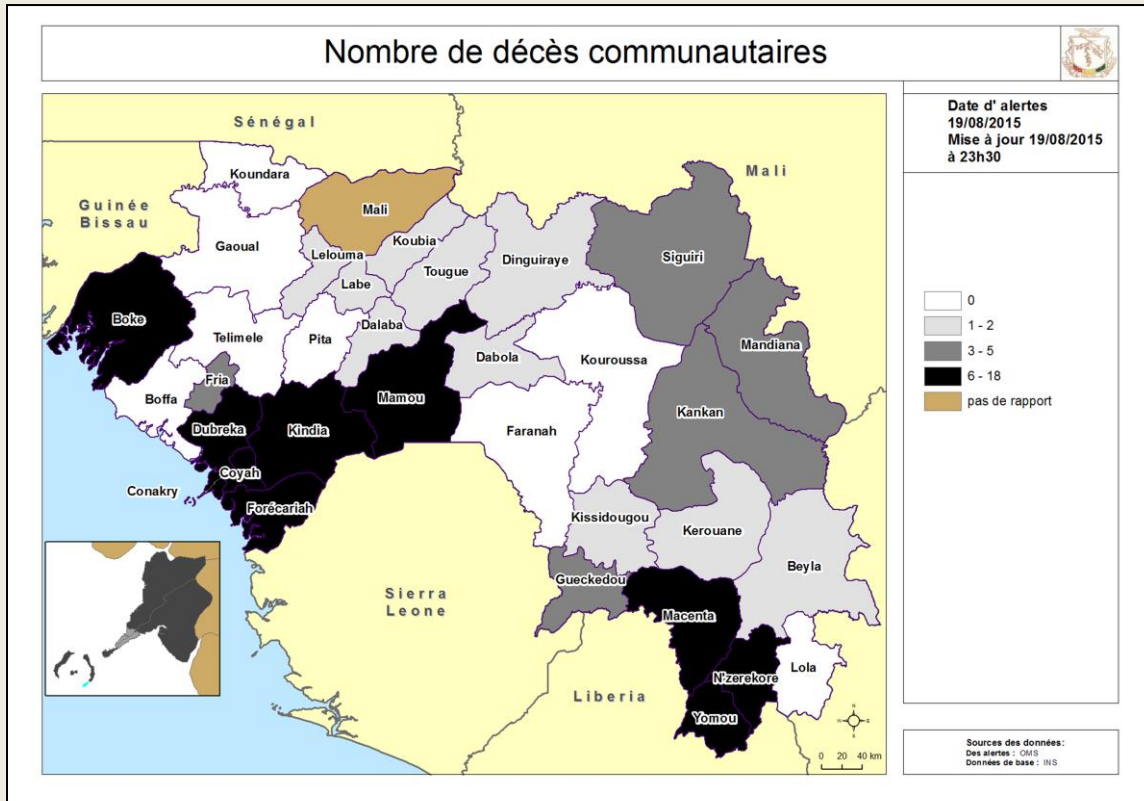 Nombre de décès communautaires
Date d' alertes
19/08/2015
Mise à jour 19/08/2015
à 23h30
Sénégal
Mali
Guinée
Bissau
Koundara
Mali
Gaoual
Koubia
Lelouma
Tougue
Dinguiraye
Siguiri
Labe
Boke
Telimele
Pita
Dalaba
Mandiana
Dabola
Kouroussa
Fria
Boffa
Mamou
Kankan
Dubreka
Kindia
Faranah
Coyah
Conakry
Forécariah
Kissidougou
Kerouane
Beyla
Gueckedou
Sierra
Leone
Macenta
N'zerekore
Lola
Liberia
Yomou
N
W
E
S
0 20 40 km
0
1 - 2
3 - 5
6 - 18
pas de rapport
Sources des données:
Des alertes : OMS
Données de base : INS